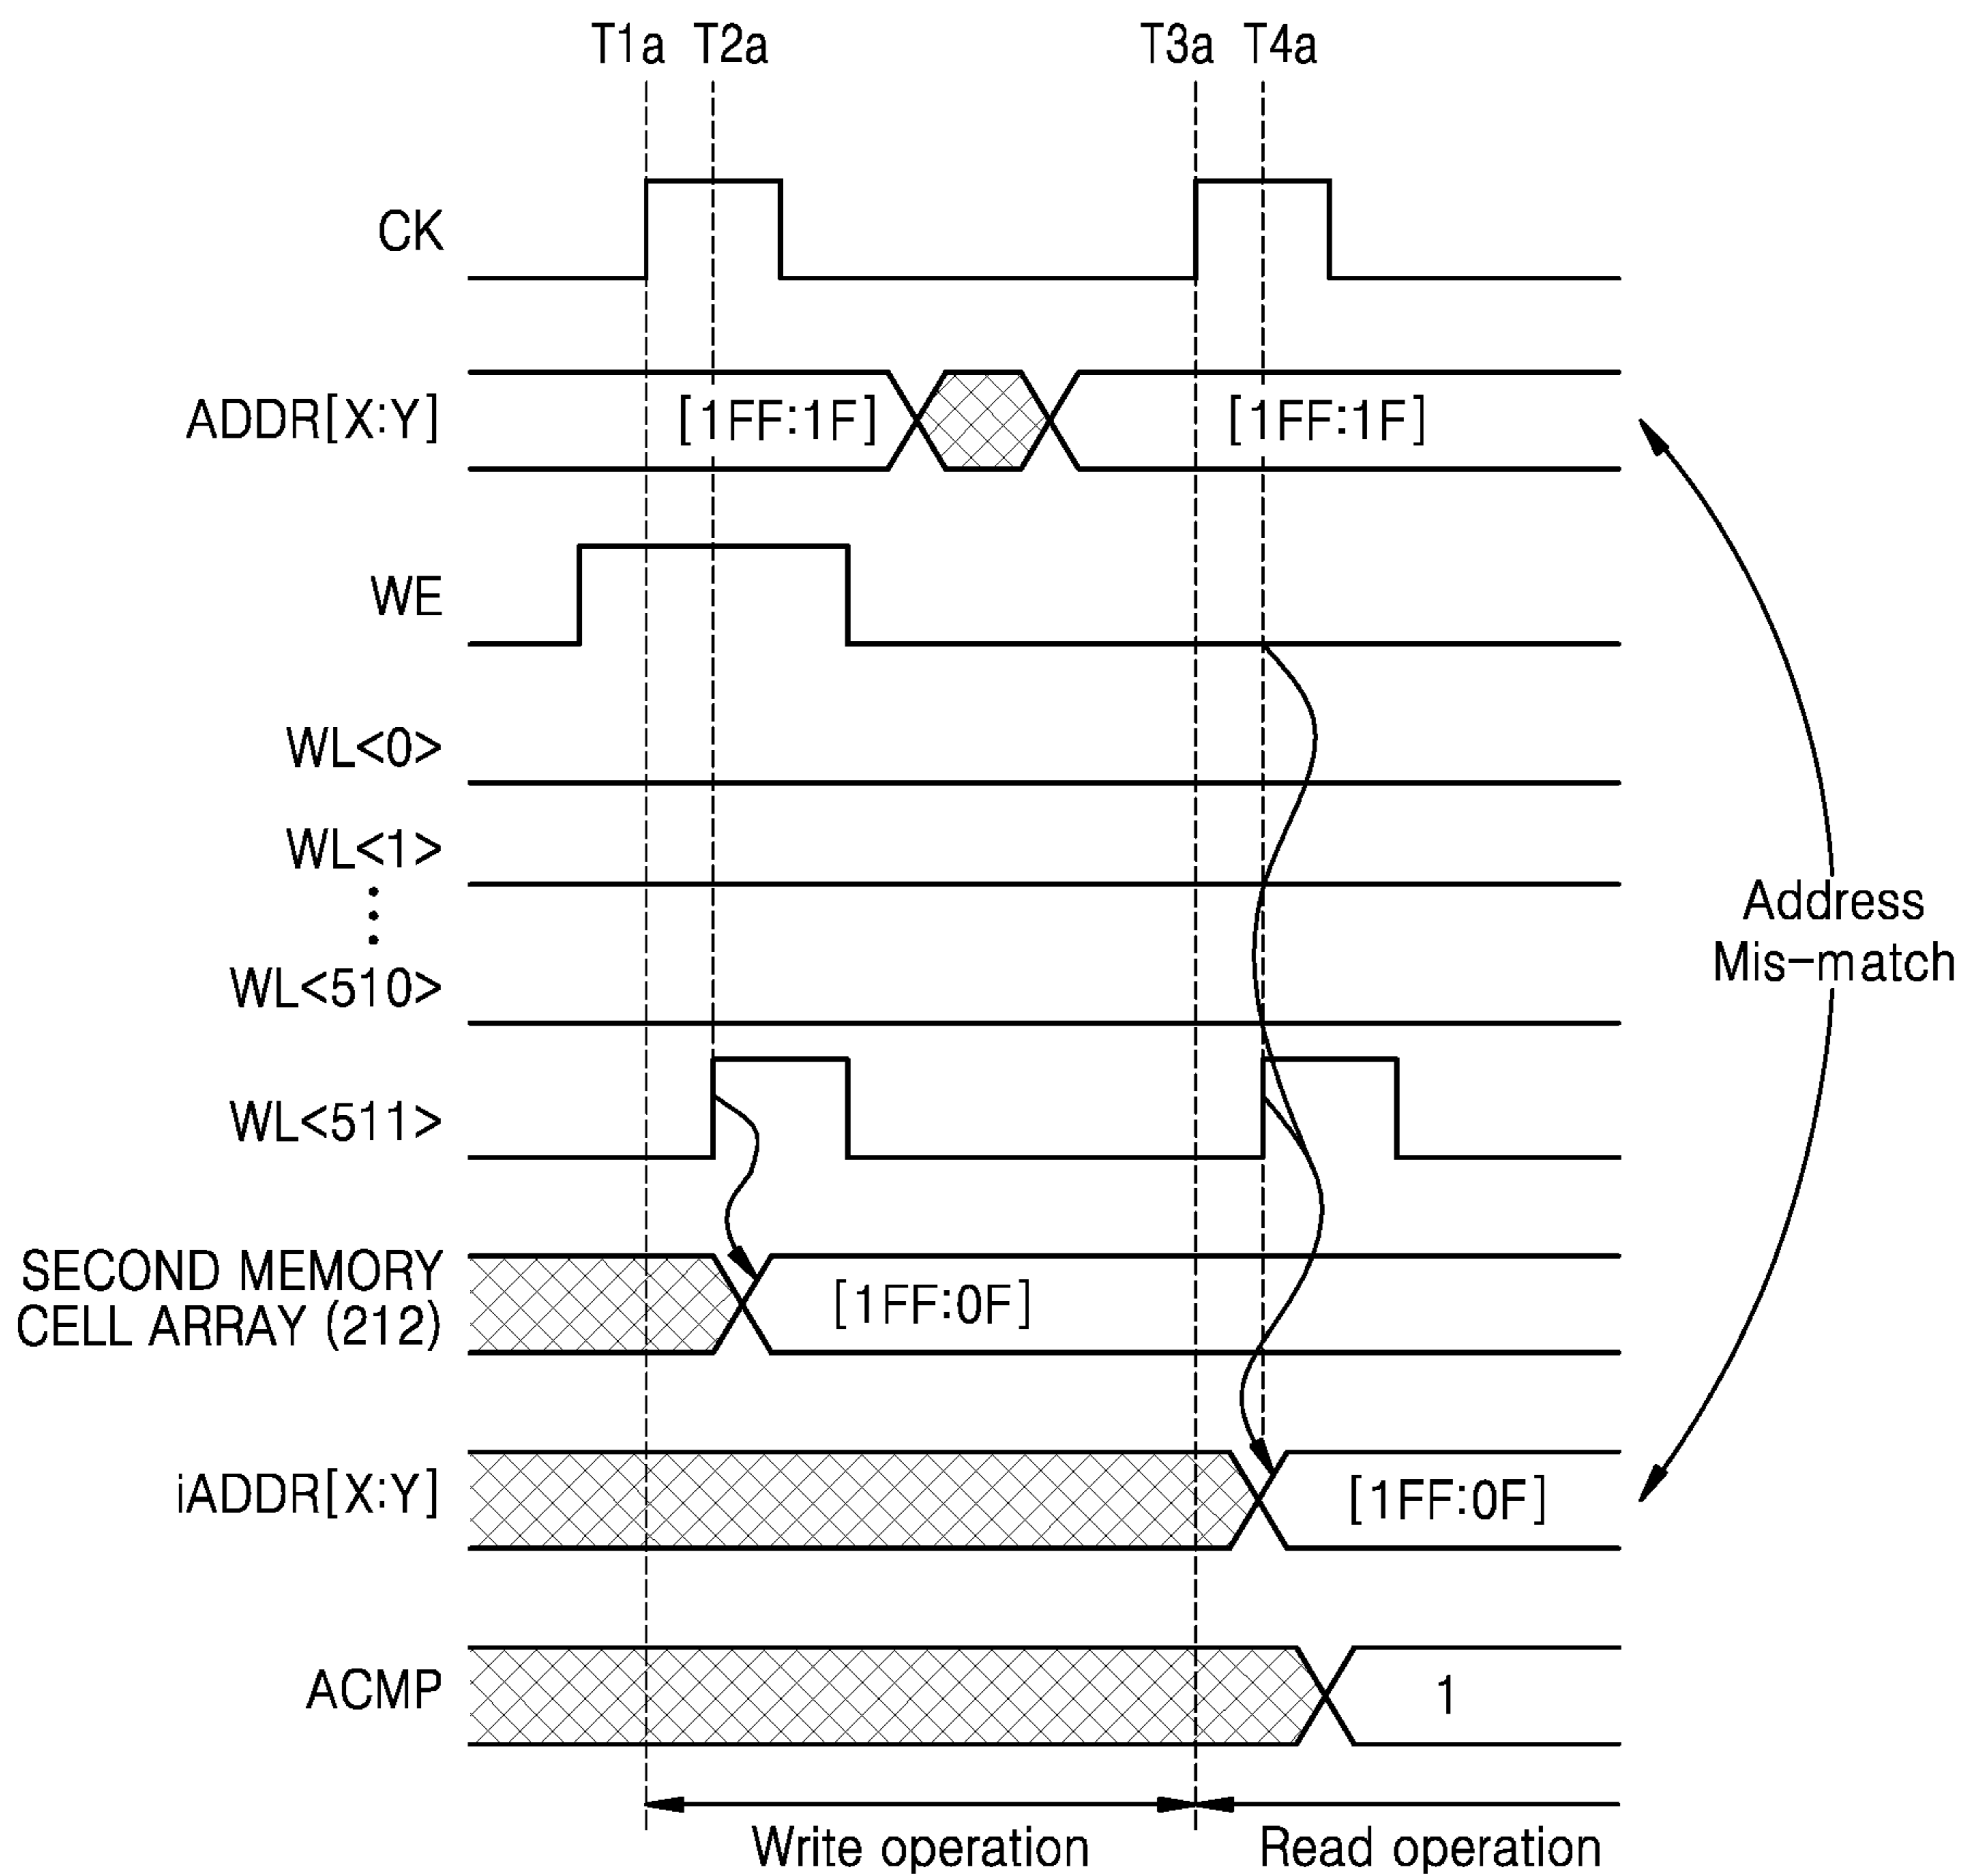 T1a T2a T3a T4a
CK
ADDR[X:Y] [1FF:1F] [1FF:1F]
WE
WL<0>
WL<1>
⋮
WL<510>
WL<511>
Address
Mis-match
SECOND MEMORY
CELL ARRAY (212) [1FF:0F]
iADDR[X:Y] [1FF:0F]
ACMP 1
Write operation Read operation